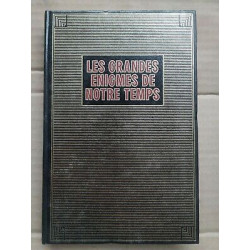 LES GRANDES
ENIGMES DE
NOTRE TEMPS